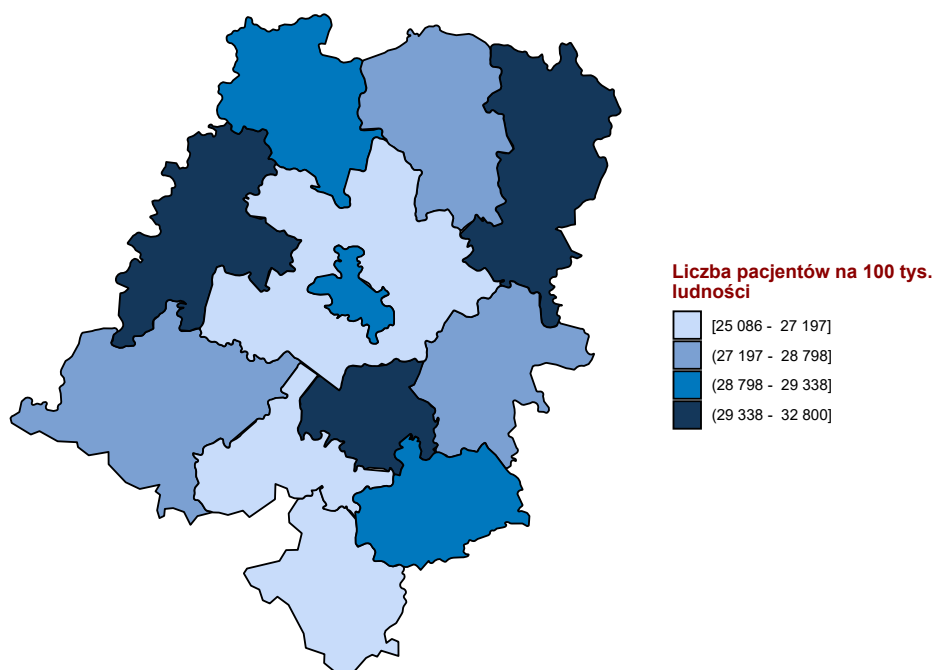 Liczba pacjentów na 100 tys.
ludności
[25 086 - 27 197]
(27 197 - 28 798]
(28 798 - 29 338]
(29 338 - 32 800]